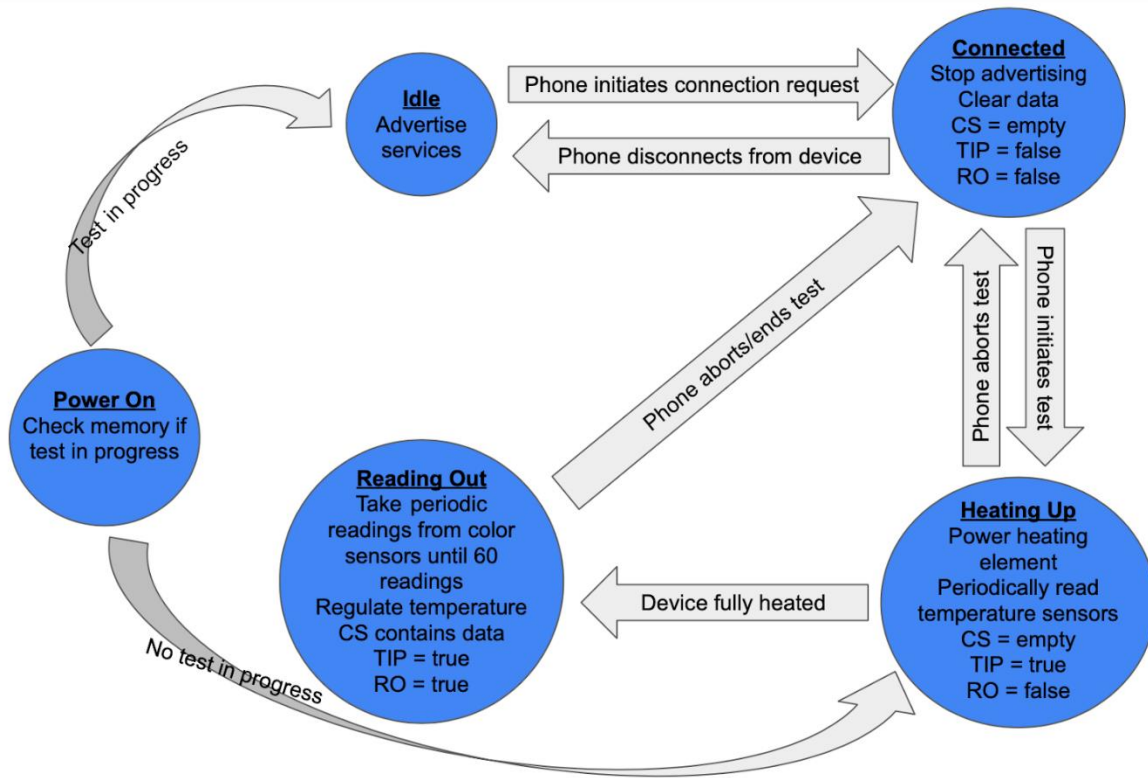 Idle
Advertise
services
Phone initiates connection request
Phone disconnects from device
Connected
Stop advertising
Clear data
CS = empty
TIP = false
RO = false
Test in progress
Power On
Check memory if
test in progress
No test in progress
Reading Out
Take periodic
readings from color
sensors until 60
readings
Regulate temperature
CS contains data
TIP = true
RO = true
Phone aborts/ends test
Phone aborts test
Phone initiates test
Device fully heated
Heating Up
Power heating
element
Periodically read
temperature sensors
CS = empty
TIP = true
RO = false